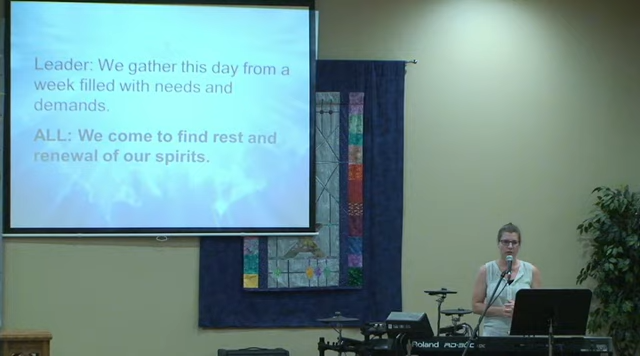 Leader: We gather this day from a
week filled with needs and
demands.
ALL: We come to find rest and
renewal of our spirits.
Roland